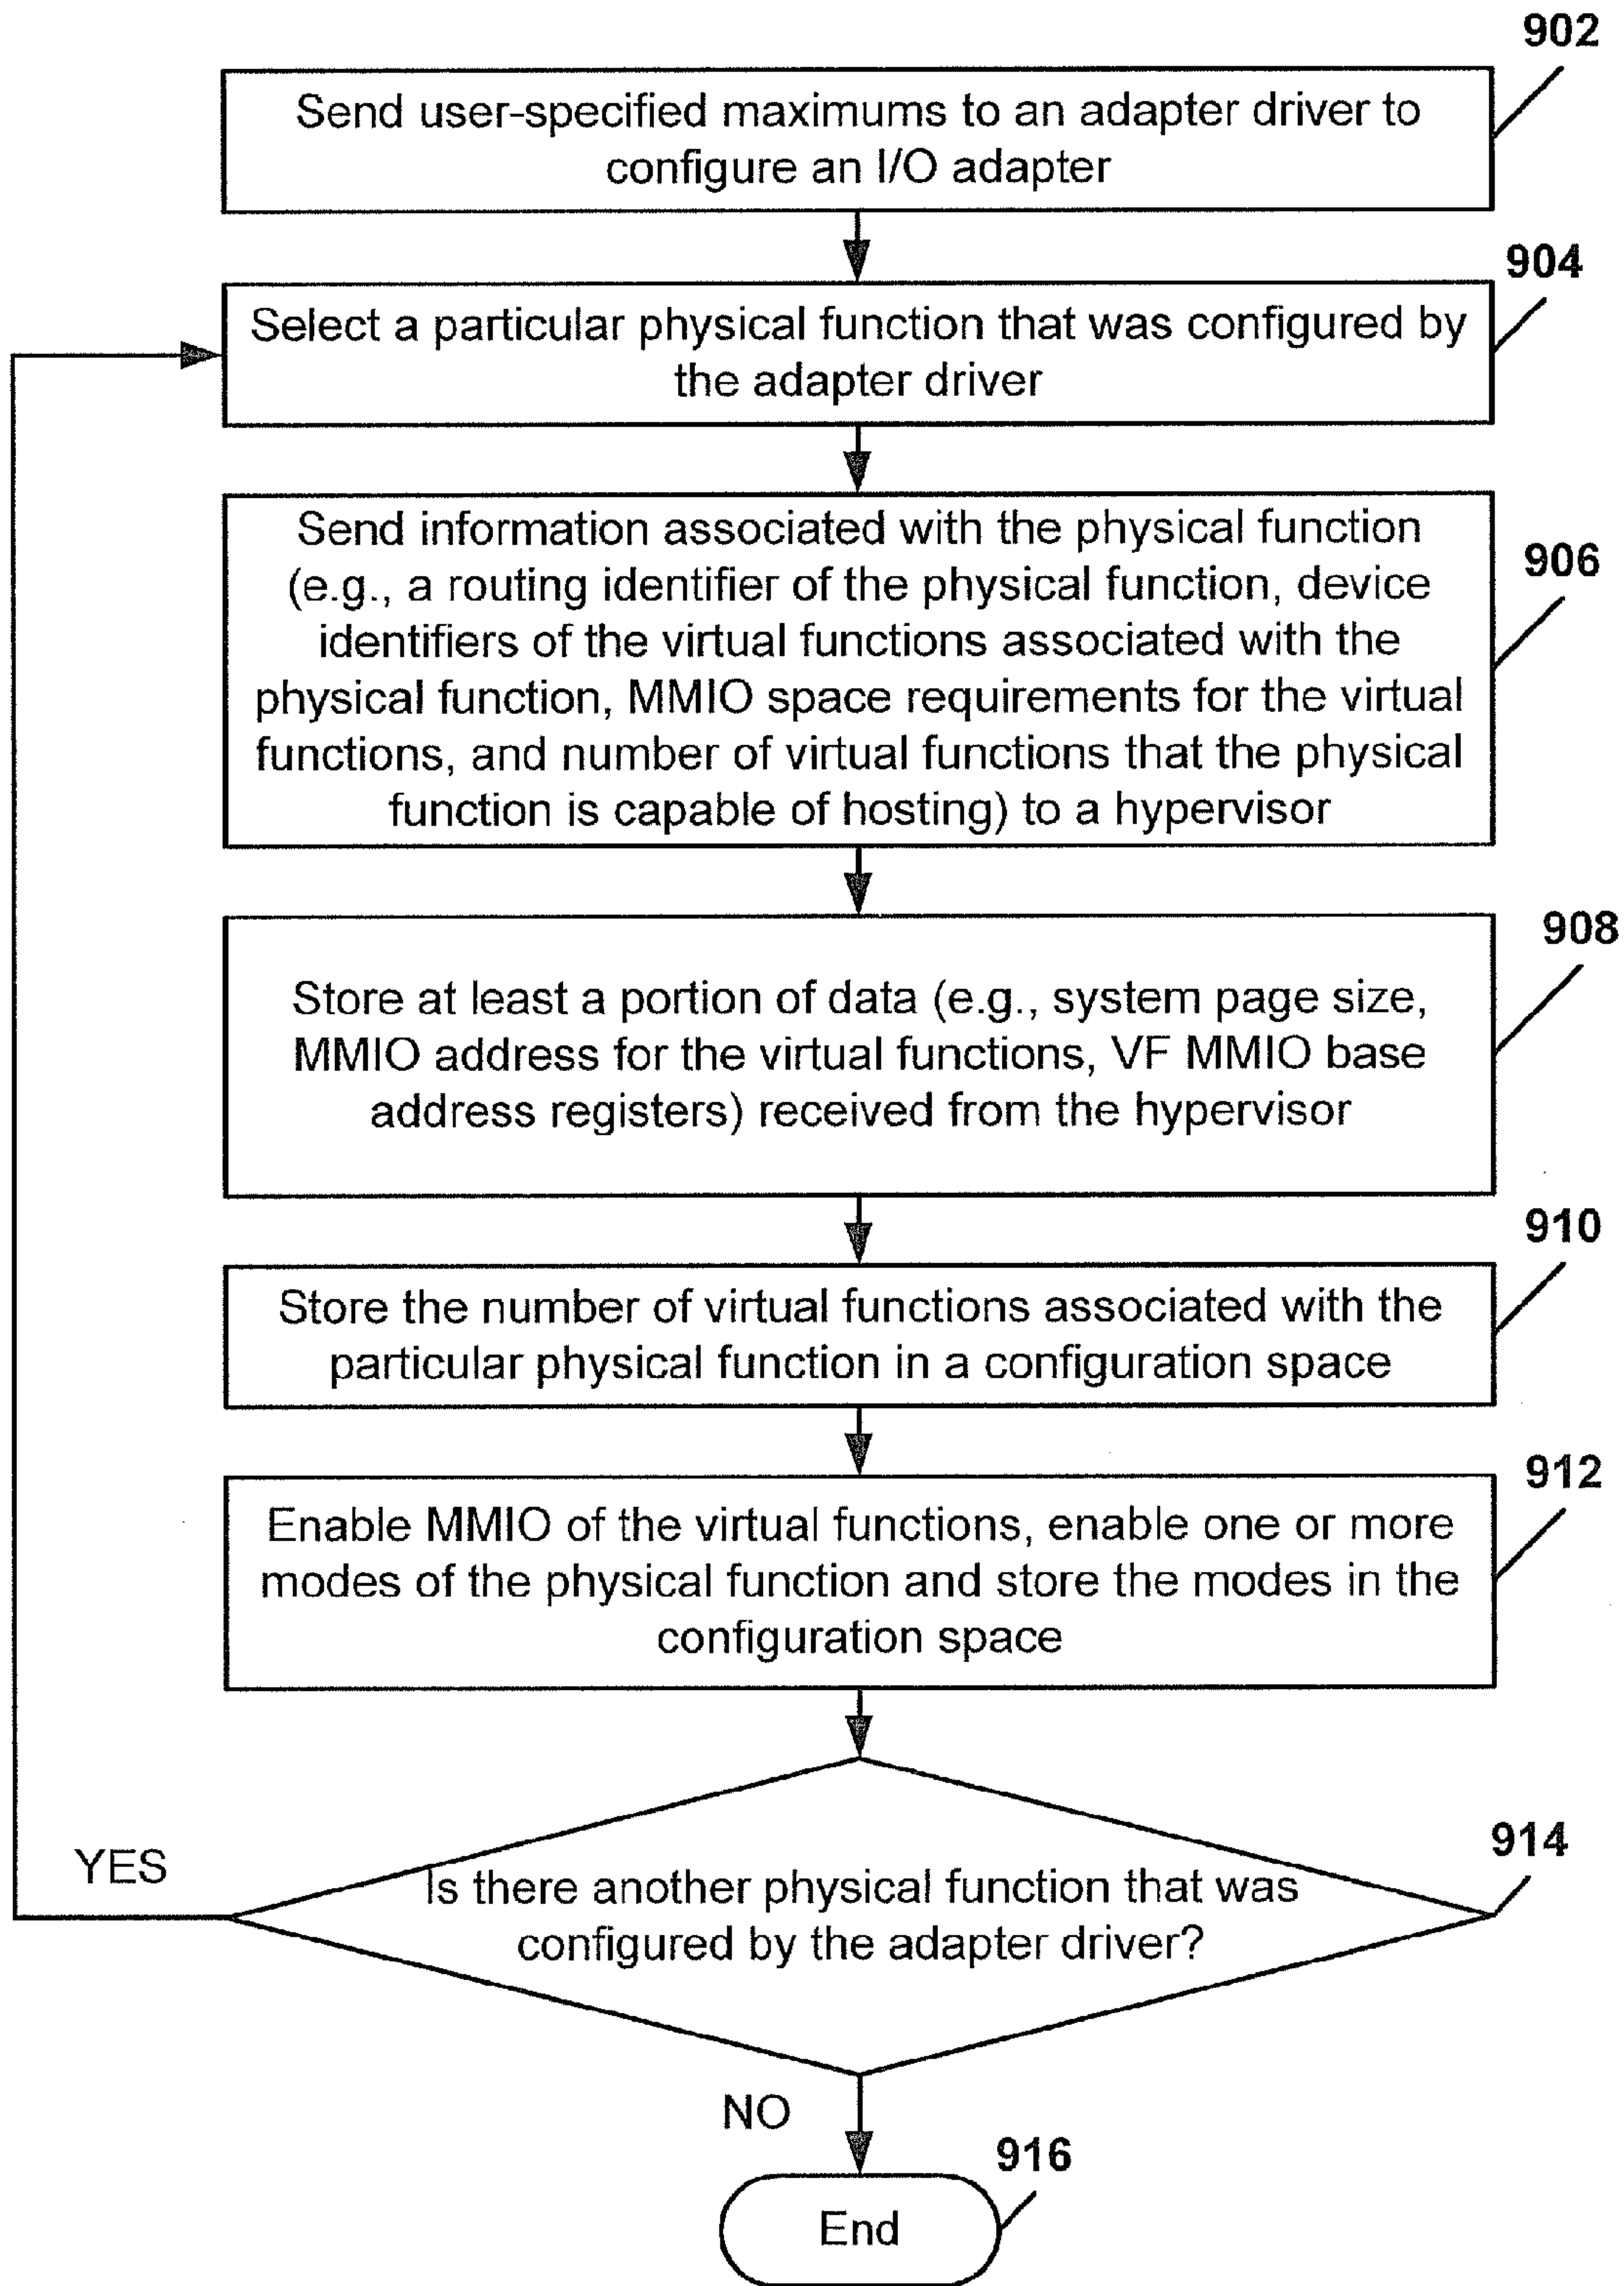 902
Send user-specified maximums to an adapter driver to
configure an I/O adapter
904
Select a particular physical function that was configured by
the adapter driver
906
Send information associated with the physical function
(e.g., a routing identifier of the physical function, device
identifiers of the virtual functions associated with the
physical function, MMIO space requirements for the virtual
functions, and number of virtual functions that the physical
function is capable of hosting) to a hypervisor
908
Store at least a portion of data (e.g., system page size,
MMIO address for the virtual functions, VF MMIO base
address registers) received from the hypervisor
910
Store the number of virtual functions associated with the
particular physical function in a configuration space
912
Enable MMIO of the virtual functions, enable one or more
modes of the physical function and store the modes in the
configuration space
914
YES
Is there another physical function that was
configured by the adapter driver?
NO
916
End